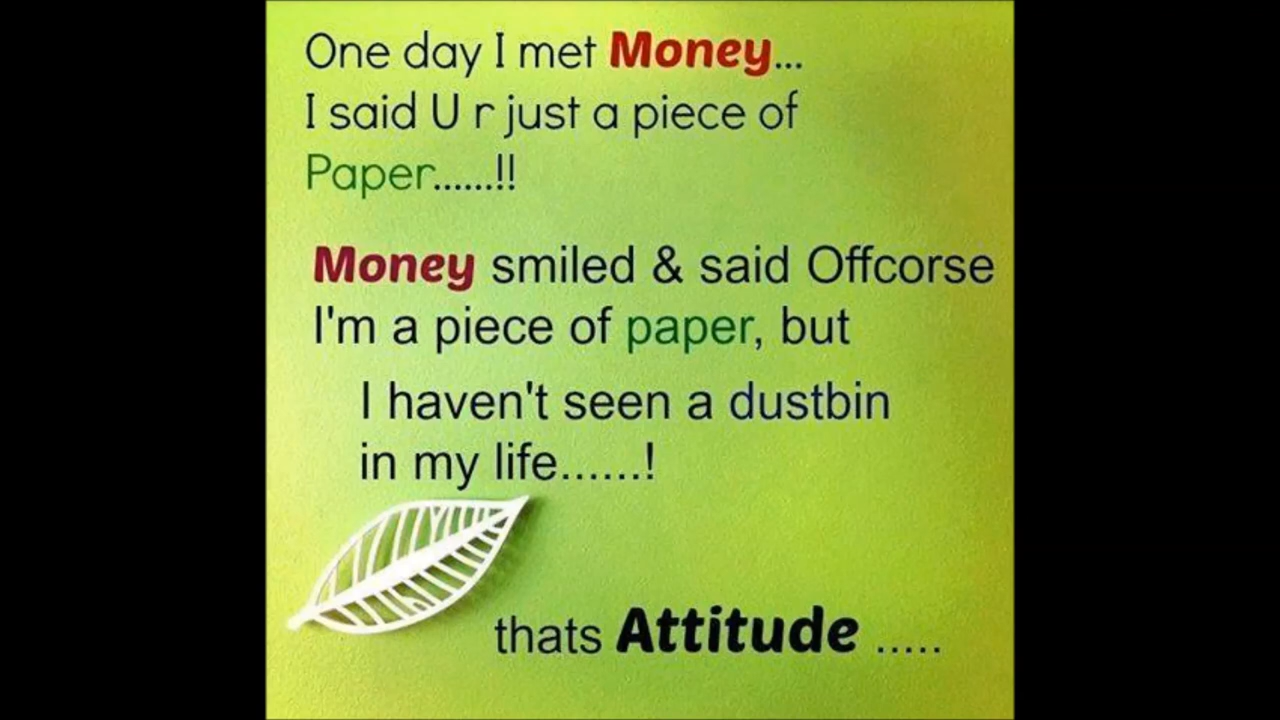 One day I met Money...
I said U r just a piece of
Paper......!!
Money smiled & said Offcorse
I'm a piece of paper, but
I haven't seen a dustbin
in my life......!
thats Attitude .....